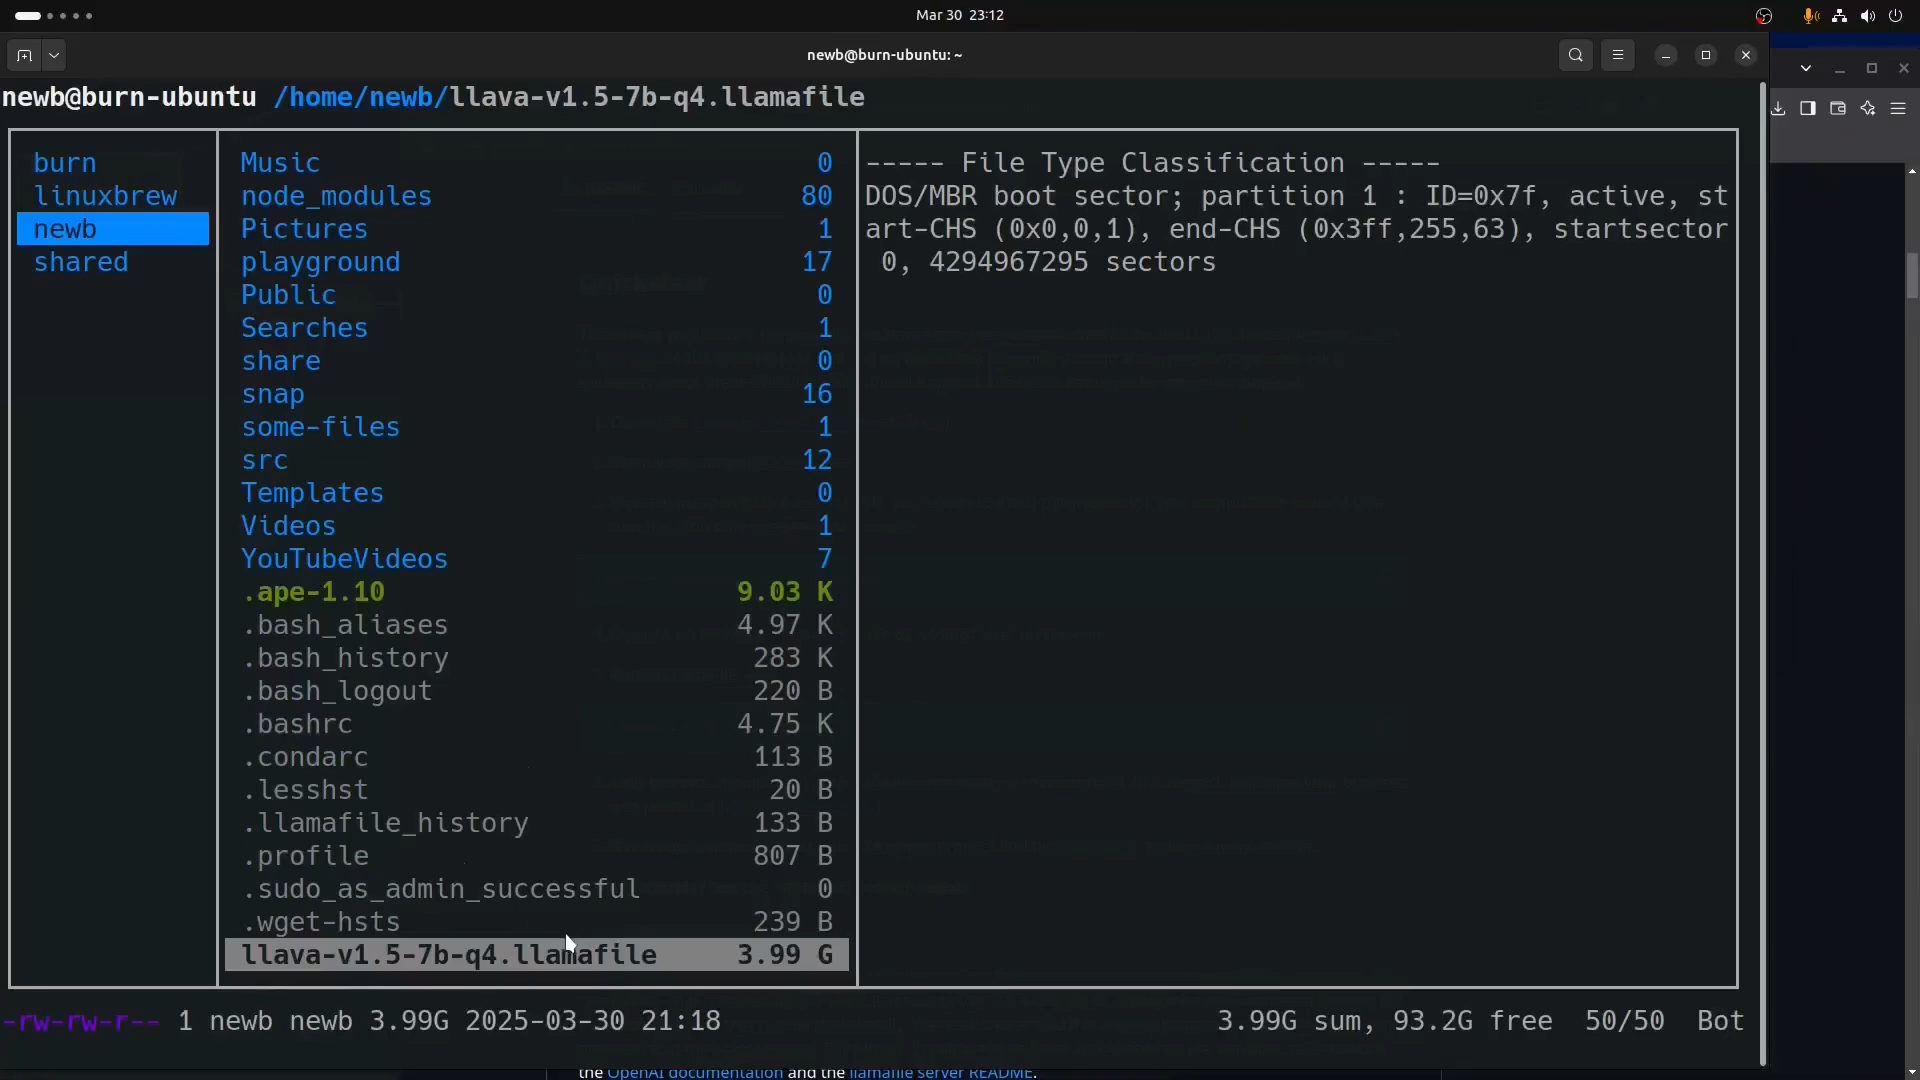 Mar 30 23:12
newb@burn-ubuntu: ~
newb@burn-ubuntu /home/newb/llava-v1.5-7b-q4.llamafile
burn
linuxbrew
newb
shared
Music 0
node_modules 80
Pictures 1
playground 17
Public 0
Searches 1
share 0
snap 16
some-files 1
src 12
Templates 0
Videos 1
YouTubeVideos 7
.ape-1.10 9.03 K
.bash_aliases 4.97 K
.bash_history 283 K
.bash_logout 220 B
.bashrc 4.75 K
.condarc 113 B
.lesshst 20 B
.llamafile_history 133 B
.profile 807 B
.sudo_as_admin_successful 0
.wget-hsts 239 B
llava-v1.5-7b-q4.llamafile 3.99 G
----- File Type Classification -----
DOS/MBR boot sector; partition 1 : ID=0x7f, active, st
art-CHS (0x0,0,1), end-CHS (0x3ff,255,63), startsector
0, 4294967295 sectors
-rw-rw-r-- 1 newb newb 3.99G 2025-03-30 21:18 3.99G sum, 93.2G free 50/50 Bot
the OpenAI documentation and the llamafile server README.